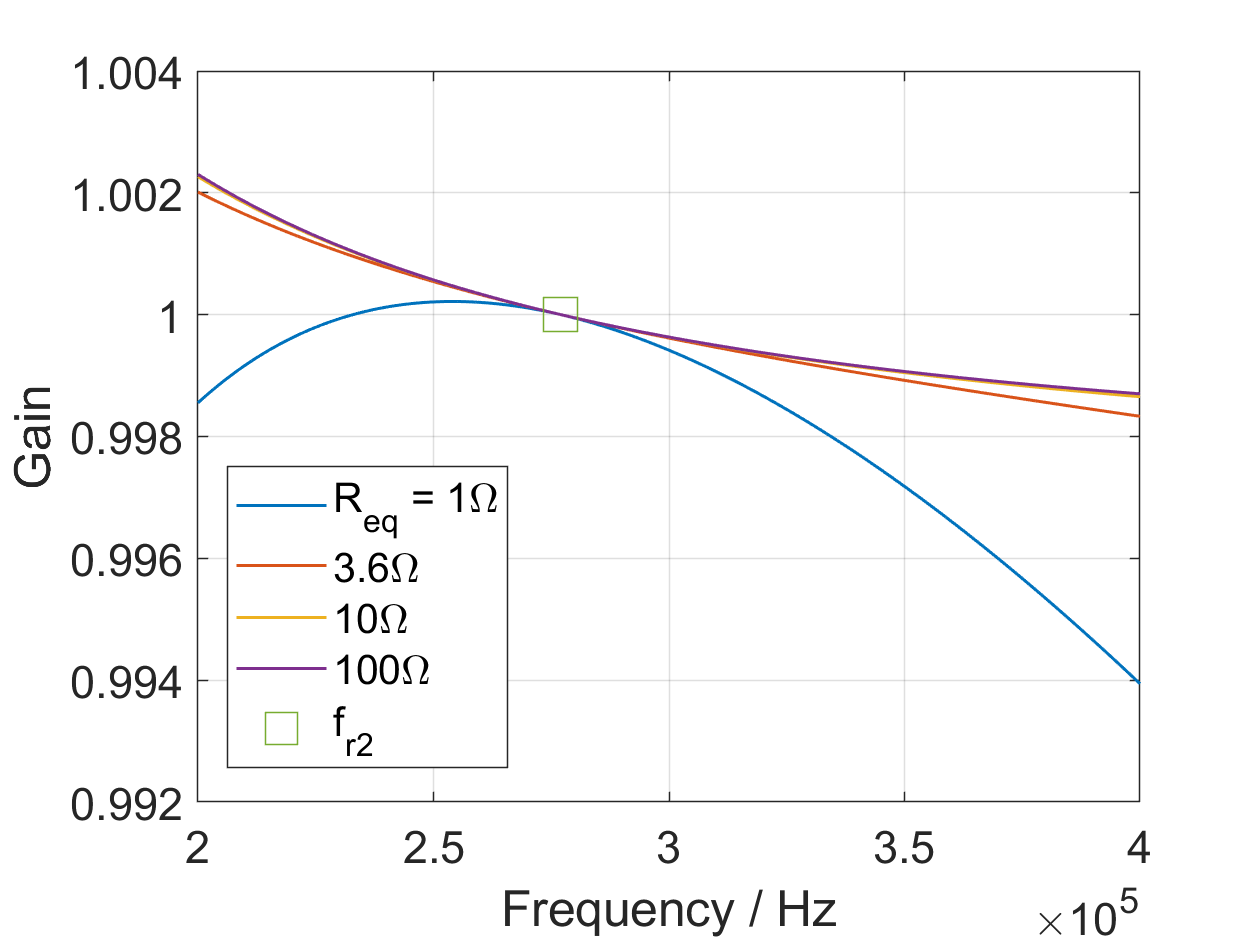 1.004
1.002
1
0.998
0.996
0.994
0.992
Gain
R_eq = 1Ω
3.6Ω
10Ω
100Ω
f_r2
2 2.5 3 3.5 4
Frequency / Hz
×10^5